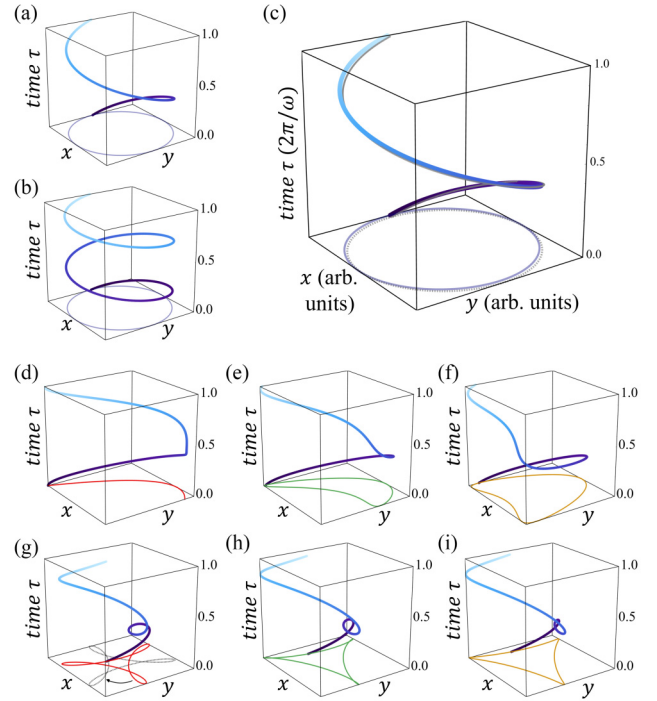 (a)
1.0
0.5
0.0
time τ
x
y
(b)
1.0
0.5
0.0
time τ
x
y
(c)
1.0
0.5
0.0
time τ (2π/ω)
x (arb.
units)
y (arb. units)
(d)
1.0
0.5
0.0
time τ
x
y
(e)
1.0
0.5
0.0
time τ
x
y
(f)
1.0
0.5
0.0
time τ
x
y
(g)
1.0
0.5
0.0
time τ
x
y
(h)
1.0
0.5
0.0
time τ
x
y
(i)
1.0
0.5
0.0
time τ
x
y